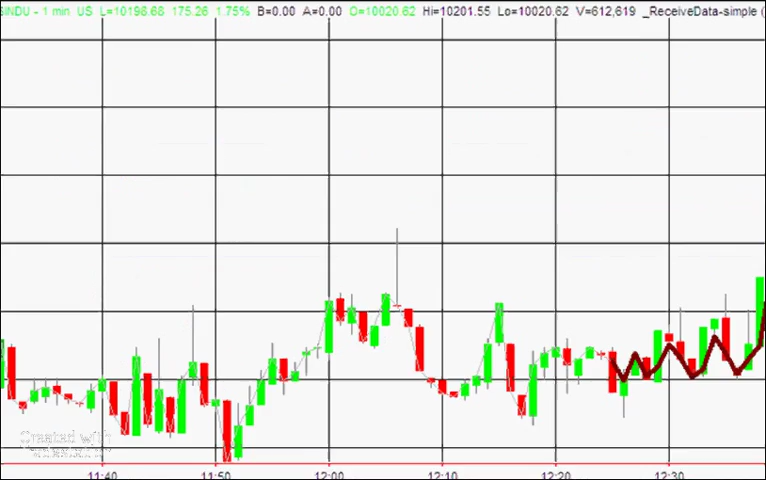 $INDU - 1 min US L=10196.68 175.26 1.75% B=0.00 A=0.00 O=10020.62 Hi=10201.55 Lo=10020.62 V=612,619 _ReceiveData-simple (
Created with
11:40 11:50 12:00 12:10 12:20 12:30